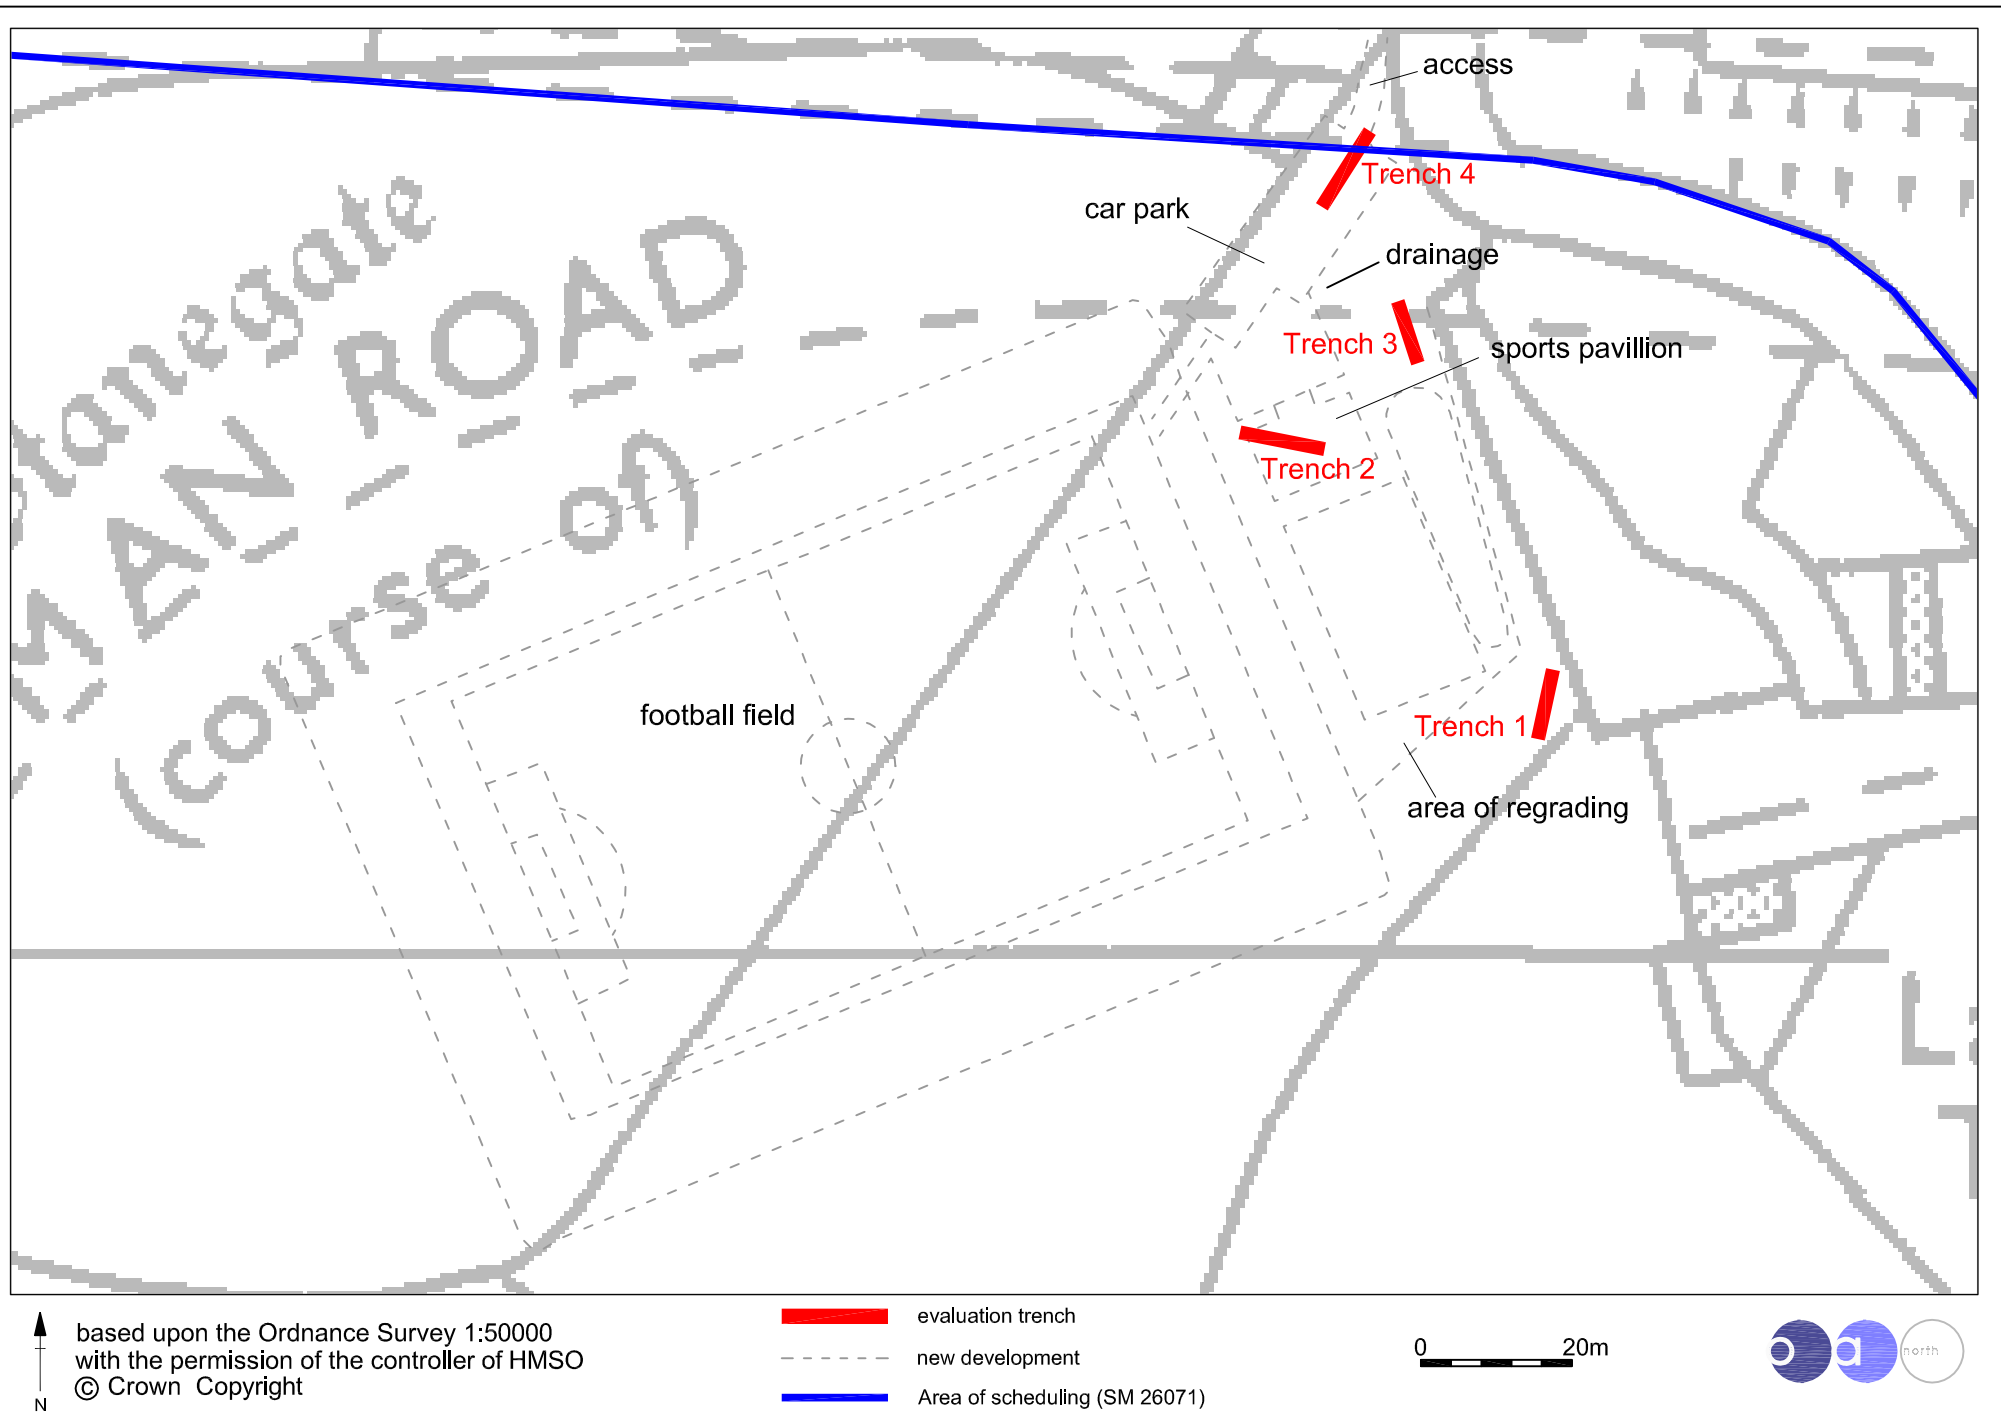 access
Trench 4
car park
drainage
Trench 3
sports pavillion
Trench 2
tanegate
MAN ROAD
(course of)
football field
Trench 1
area of regrading
based upon the Ordnance Survey 1:50000
with the permission of the controller of HMSO
© Crown Copyright
N
evaluation trench
new development
Area of scheduling (SM 26071)
0 20m
o a north